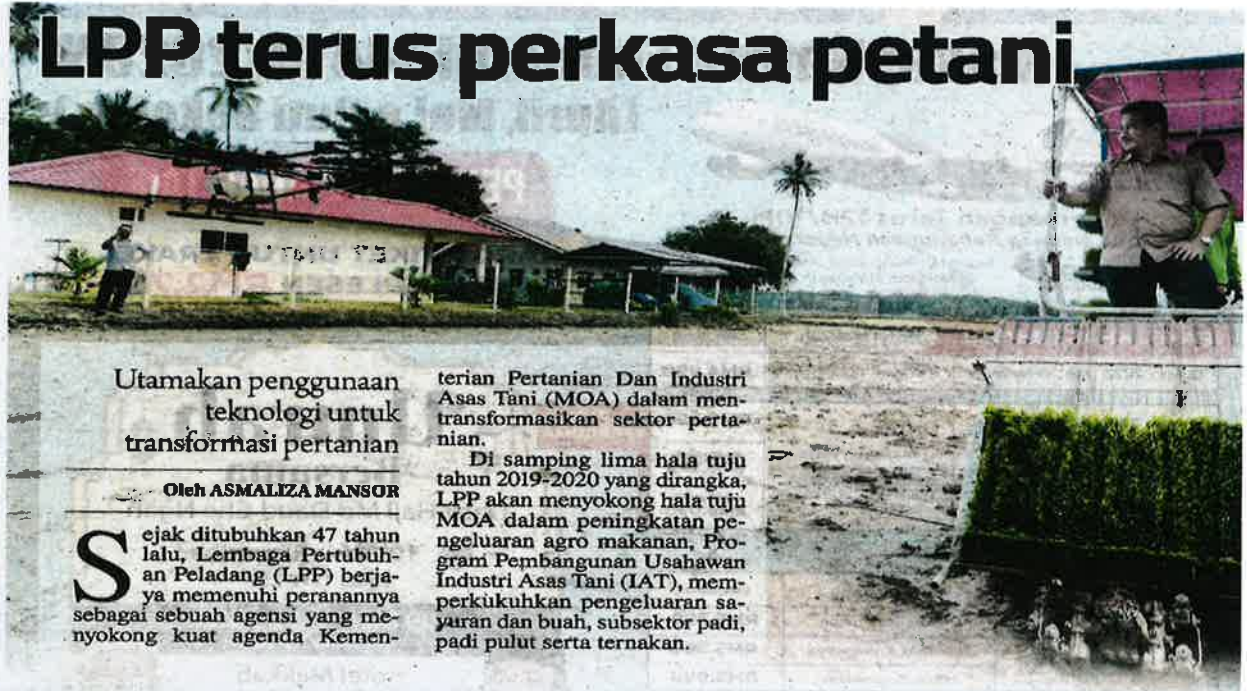 LPP terus perkasa petani
Utamakan penggunaan
teknologi untuk
transformasi pertanian
Oleh ASMALIZA MANSOR
Sejak ditubuhkan 47 tahun
lalu, Lembaga Pertubuh-
an Peladang (LPP) berja-
ya memenuhi peranannya
sebagai sebuah agensi yang me-
nyokong kuat agenda Kemen-
terian Pertanian Dan Industri
Asas Tani (MOA) dalam men-
transformasikan sektor perta-
nian.
Di samping lima hala tuju
tahun 2019-2020 yang dirangka,
LPP akan menyokong hala tuju
MOA dalam peningkatan pe-
ngeluaran agro makanan, Pro-
gram Pembangunan Usahawan
Industri Asas Tani (IAT), mem-
perkukuhkan pengeluaran sa-
yuran dan buah, subsektor padi,
padi pulut serta ternakan.